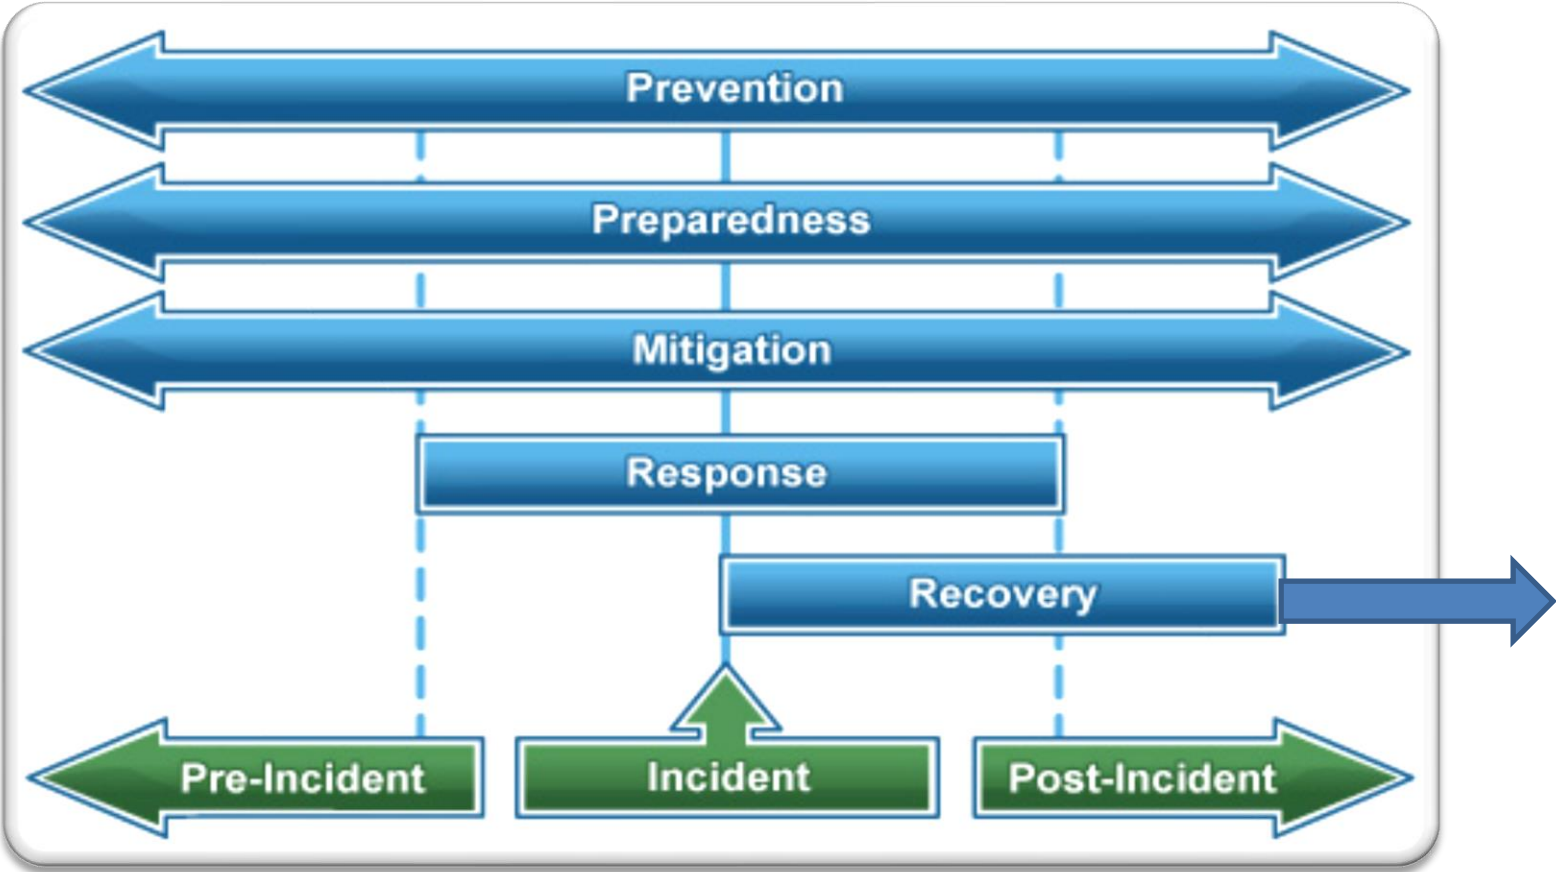 Prevention
Preparedness
Mitigation
Response
Recovery
Pre-Incident
Incident
Post-Incident